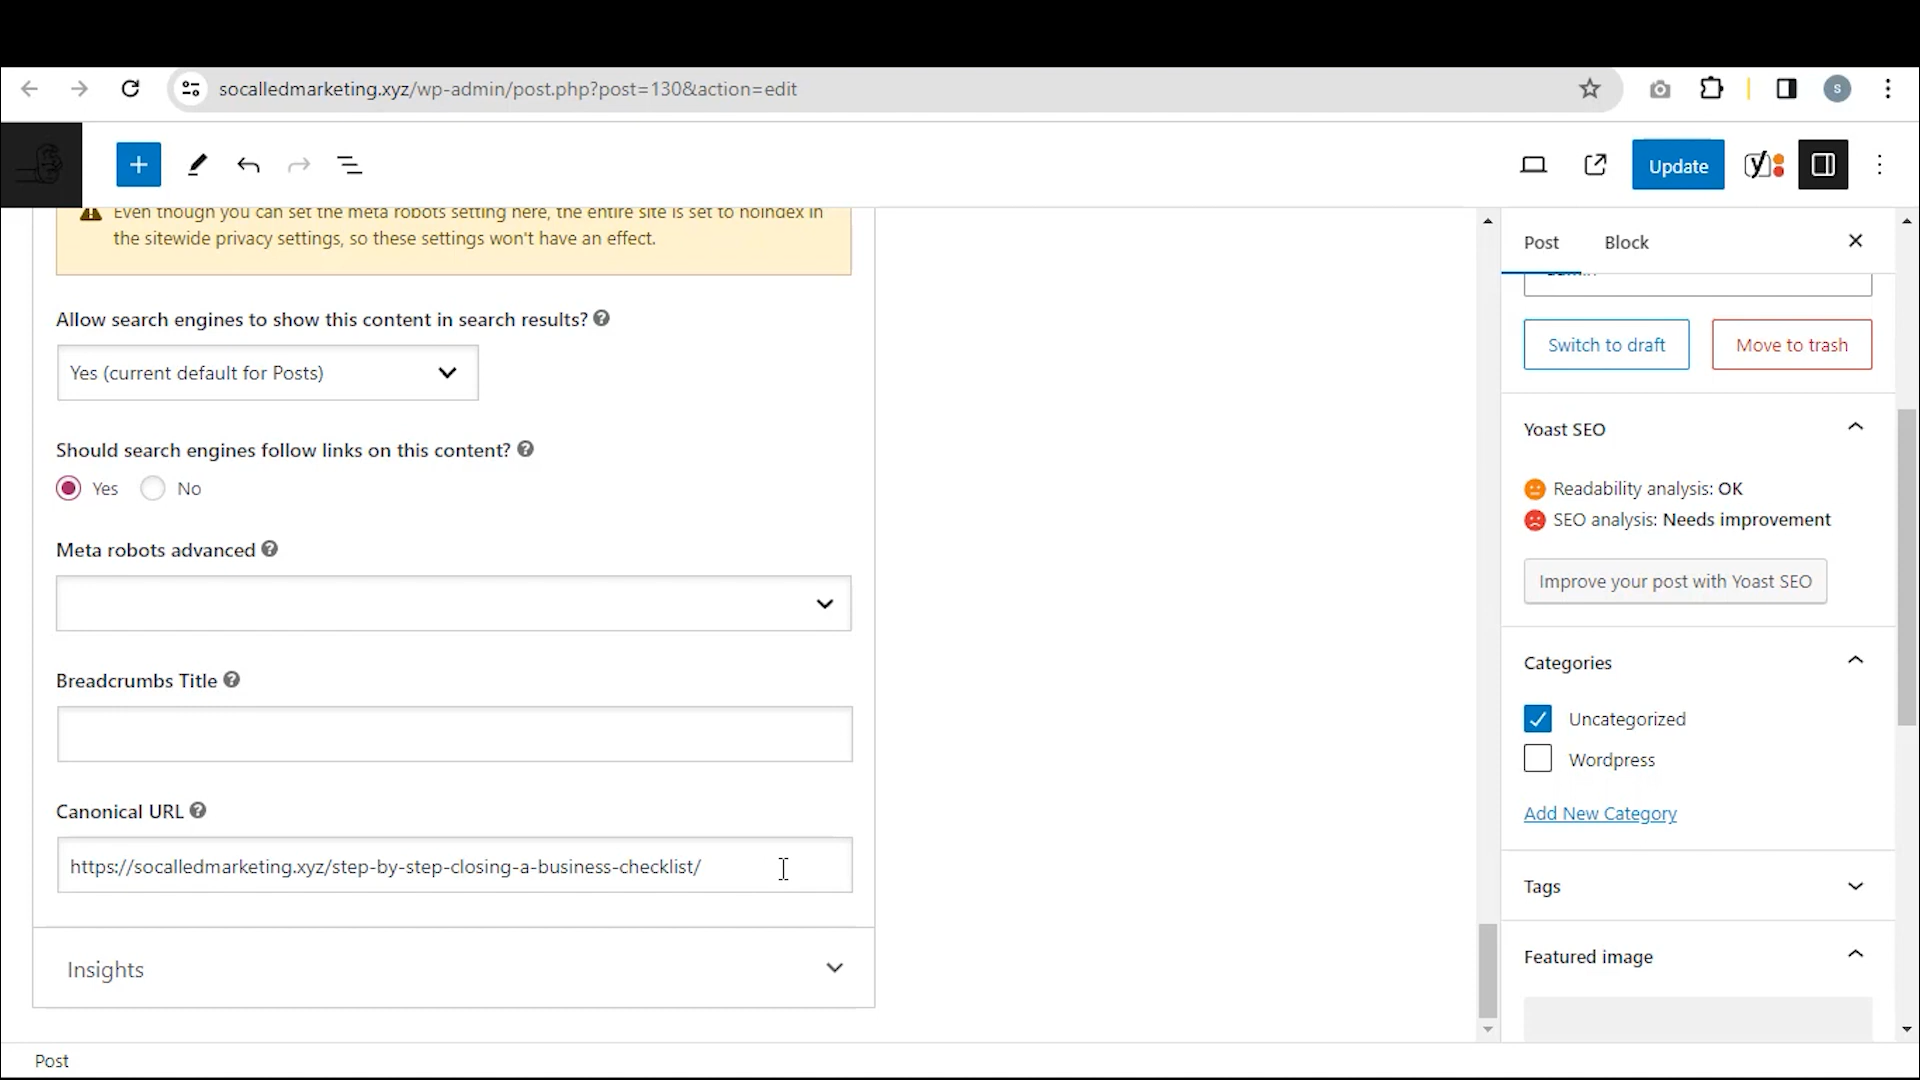 socalledmarketing.xyz/wp-admin/post.php?post=130&action=edit
S
Update
Even though you can set the meta robots setting here, the entire site is set to noindex in
the sitewide privacy settings, so these settings won't have an effect.
Allow search engines to show this content in search results?
Yes (current default for Posts)
Should search engines follow links on this content?
Yes
No
Meta robots advanced
Breadcrumbs Title
Canonical URL
https://socalledmarketing.xyz/step-by-step-closing-a-business-checklist/
Insights
Post
Post
Block
Switch to draft
Move to trash
Yoast SEO
Readability analysis: OK
SEO analysis: Needs improvement
Improve your post with Yoast SEO
Categories
Uncategorized
Wordpress
Add New Category
Tags
Featured image